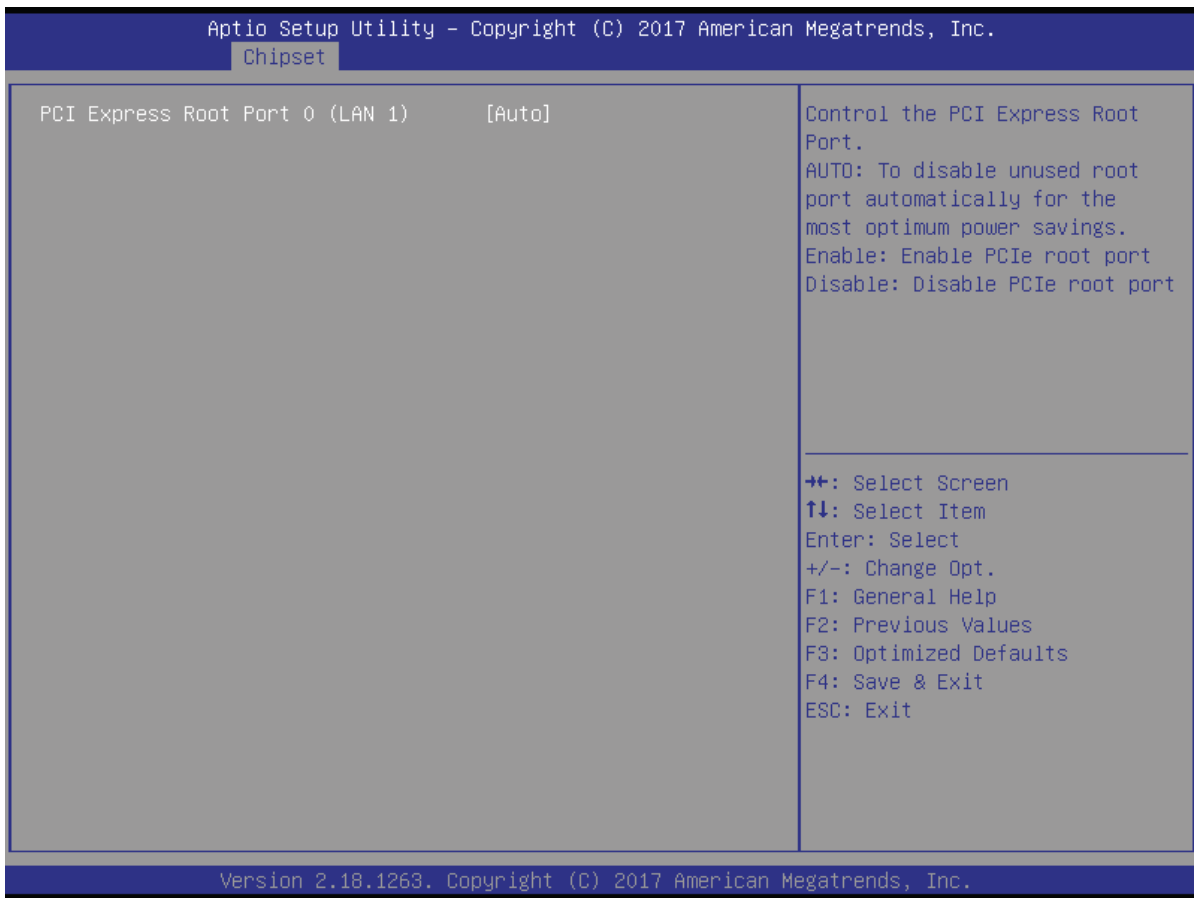 Aptio Setup Utility – Copyright (C) 2017 American Megatrends, Inc.
Chipset
PCI Express Root Port 0 (LAN 1) [Auto]
Control the PCI Express Root
Port.
AUTO: To disable unused root
port automatically for the
most optimum power savings.
Enable: Enable PCIe root port
Disable: Disable PCIe root port
→←: Select Screen
↑↓: Select Item
Enter: Select
+/-: Change Opt.
F1: General Help
F2: Previous Values
F3: Optimized Defaults
F4: Save & Exit
ESC: Exit
Version 2.18.1263. Copyright (C) 2017 American Megatrends, Inc.